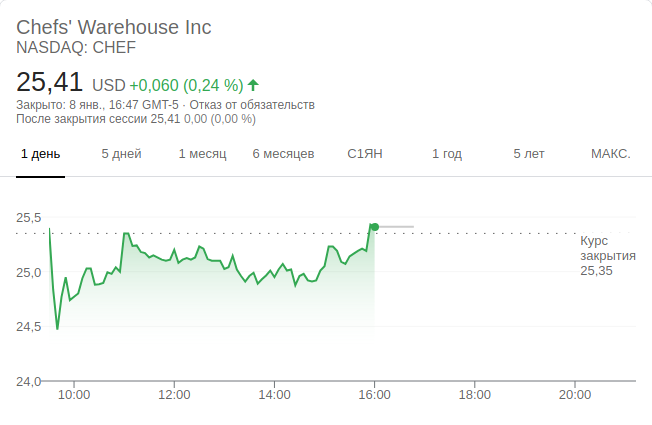 Chefs' Warehouse Inc
NASDAQ: CHEF
25,41 USD +0,060 (0,24 %)
Закрыто: 8 янв., 16:47 GMT-5 · Отказ от обязательств
После закрытия сессии 25,41 0,00 (0,00 %)
1 день 5 дней 1 месяц 6 месяцев С1ЯН 1 год 5 лет МАКС.
25,5
Курс
закрытия
25,35
25,0
24,5
24,0
10:00 12:00 14:00 16:00 18:00 20:00